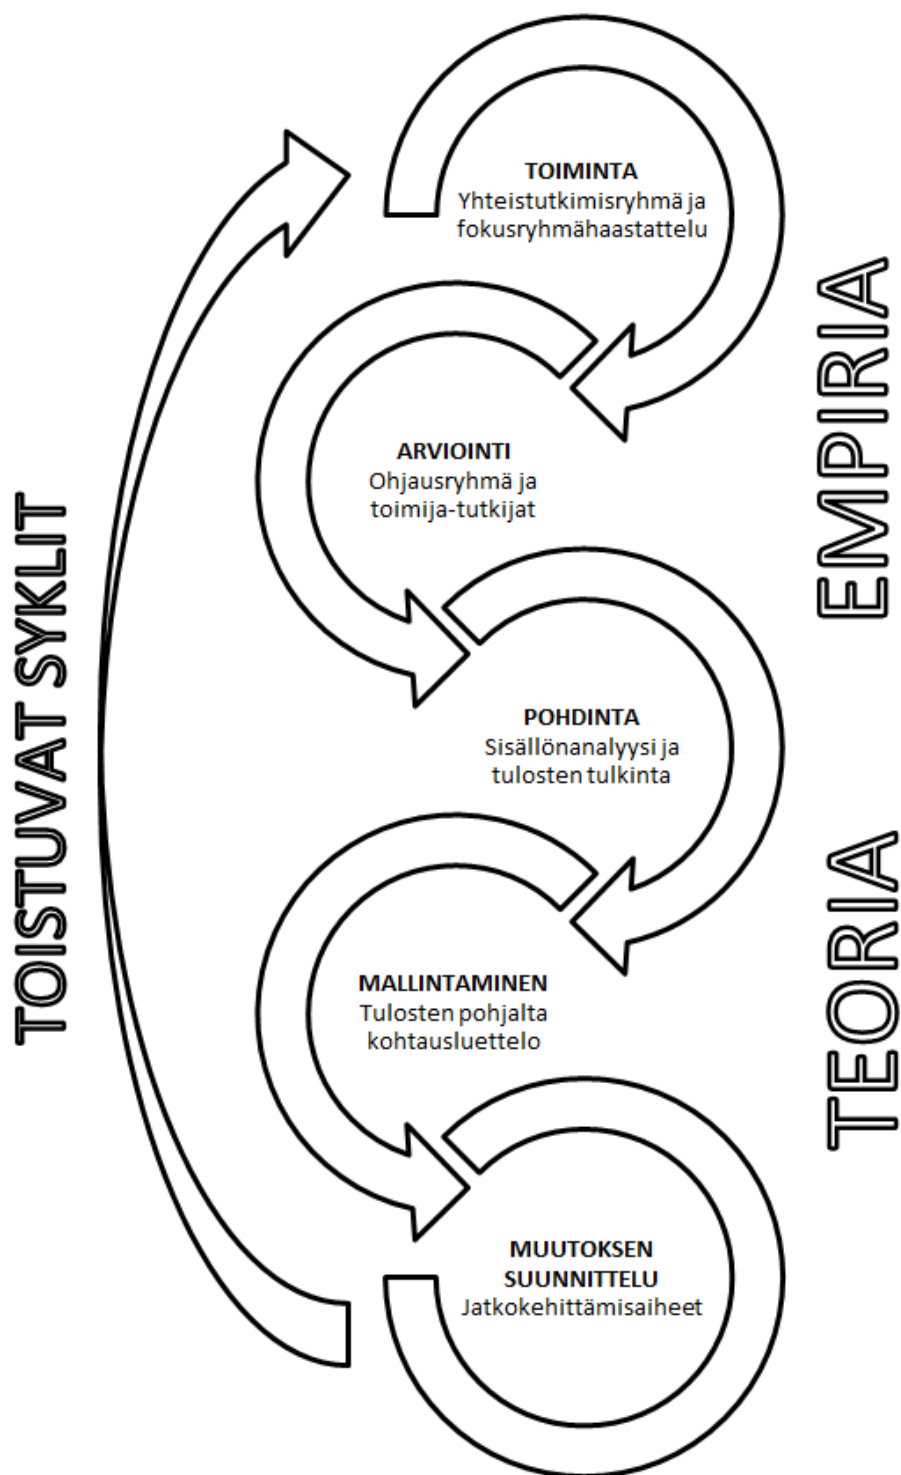 TOIMINTA
Yhteistutkimisryhmä ja
fokusryhmähaastattelu
ARVIOINTI
Ohjausryhmä ja
toimija-tutkijat
POHDINTA
Sisällönanalyysi ja
tulosten tulkinta
MALLINTAMINEN
Tulosten pohjalta
kohtausluettelo
MUUTOKSEN
SUUNNITTELU
Jatkokehittämisaiheet
TOISTUVAT SYKLIT
EMPIRIA
TEORIA